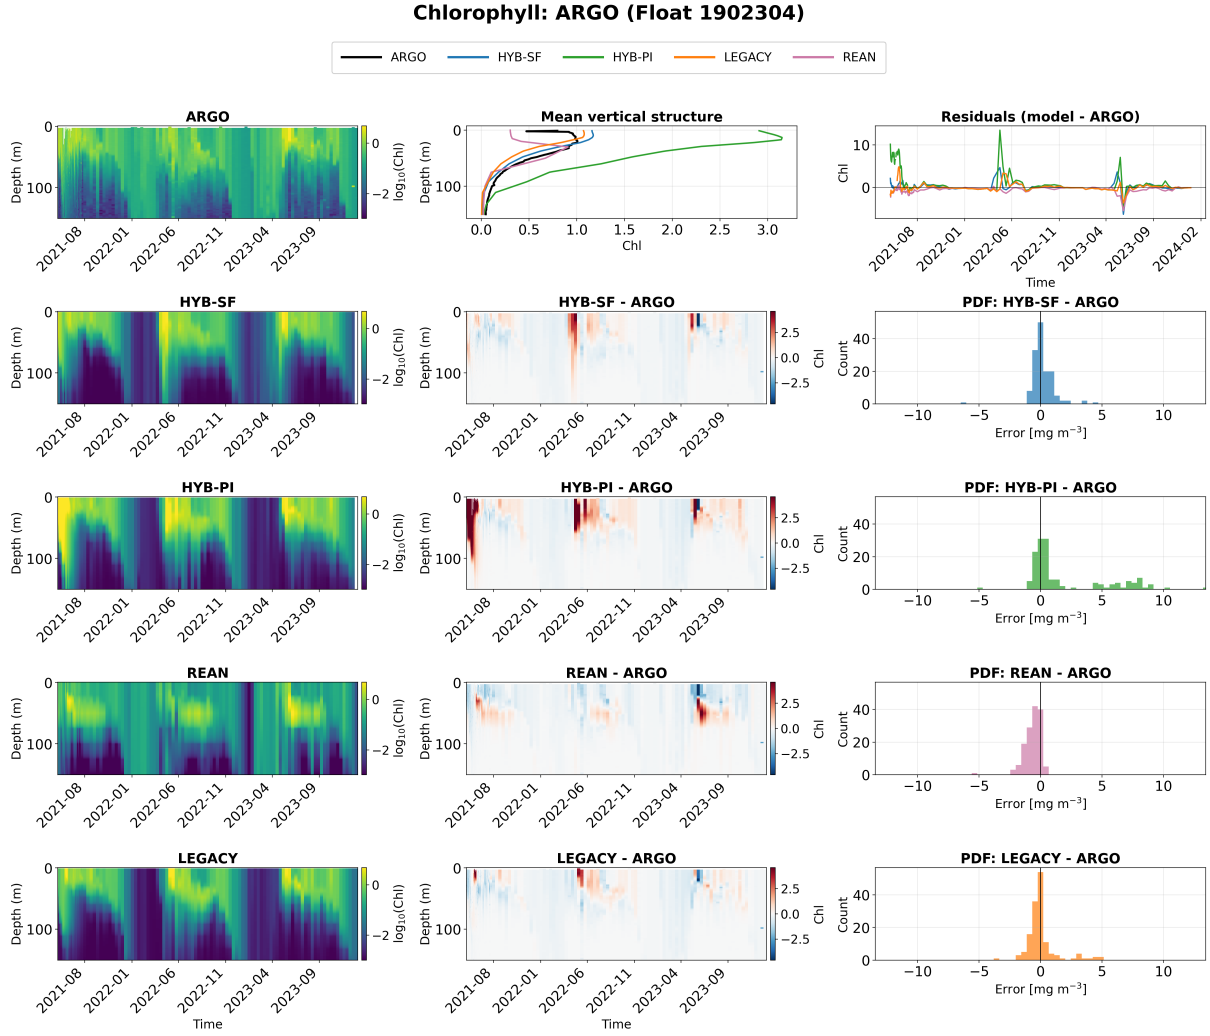 Chlorophyll: ARGO (Float 1902304)
ARGO HYB-SF HYB-PI LEGACY REAN
ARGO
Depth (m)
0
100
2021-08 2022-01 2022-06 2022-11 2023-04 2023-09
0
−2
log10(Chl)
Mean vertical structure
Depth (m)
0
100
0.0 0.5 1.0 1.5 2.0 2.5 3.0
Chl
Residuals (model - ARGO)
Chl
10
0
2021-08 2022-01 2022-06 2022-11 2023-04 2023-09 2024-02
Time
HYB-SF
Depth (m)
0
100
2021-08 2022-01 2022-06 2022-11 2023-04 2023-09
0
−2
log10(Chl)
HYB-SF - ARGO
Depth (m)
0
100
2021-08 2022-01 2022-06 2022-11 2023-04 2023-09
2.5
0.0
−2.5
Chl
PDF: HYB-SF - ARGO
Count
40
20
0
−10 −5 0 5 10
Error [mg m−3]
HYB-PI
Depth (m)
0
100
2021-08 2022-01 2022-06 2022-11 2023-04 2023-09
0
−2
log10(Chl)
HYB-PI - ARGO
Depth (m)
0
100
2021-08 2022-01 2022-06 2022-11 2023-04 2023-09
2.5
0.0
−2.5
Chl
PDF: HYB-PI - ARGO
Count
40
20
0
−10 −5 0 5 10
Error [mg m−3]
REAN
Depth (m)
0
100
2021-08 2022-01 2022-06 2022-11 2023-04 2023-09
0
−2
log10(Chl)
REAN - ARGO
Depth (m)
0
100
2021-08 2022-01 2022-06 2022-11 2023-04 2023-09
2.5
0.0
−2.5
Chl
PDF: REAN - ARGO
Count
40
20
0
−10 −5 0 5 10
Error [mg m−3]
LEGACY
Depth (m)
0
100
2021-08 2022-01 2022-06 2022-11 2023-04 2023-09
Time
0
−2
log10(Chl)
LEGACY - ARGO
Depth (m)
0
100
2021-08 2022-01 2022-06 2022-11 2023-04 2023-09
Time
2.5
0.0
−2.5
Chl
PDF: LEGACY - ARGO
Count
40
20
0
−10 −5 0 5 10
Error [mg m−3]